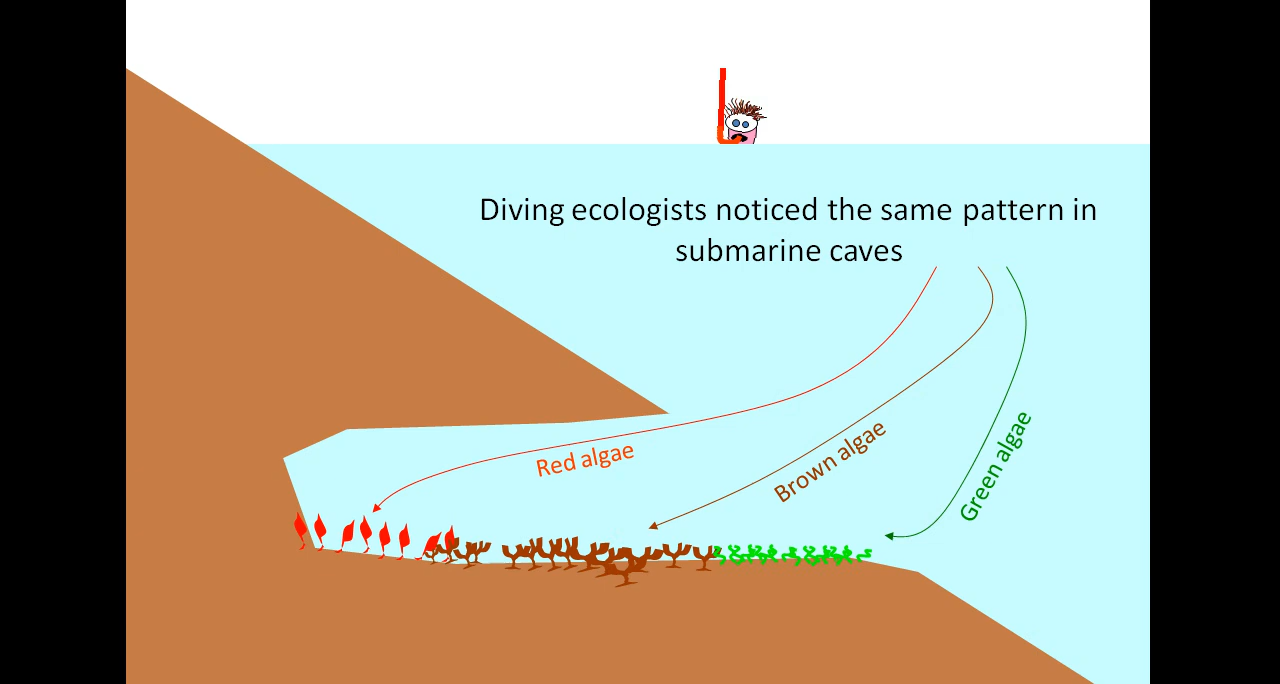 Diving ecologists noticed the same pattern in
submarine caves
Red algae
Brown algae
Green algae